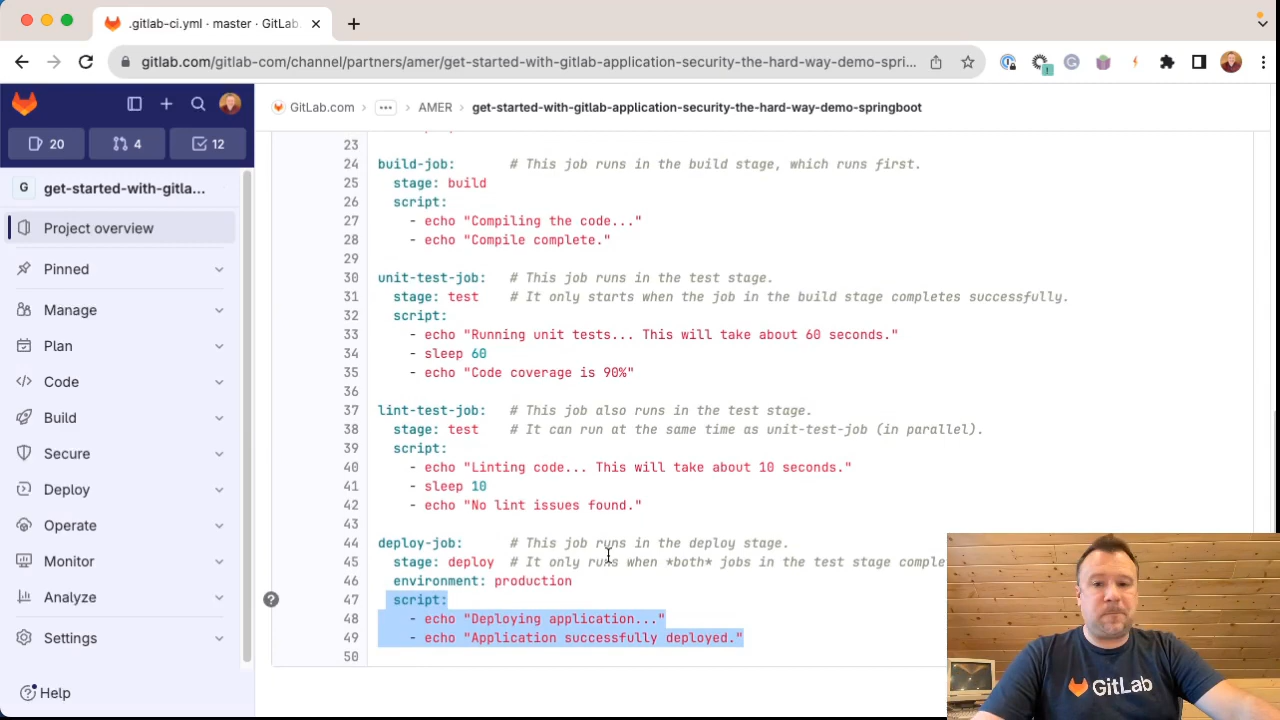 .gitlab-ci.yml · master · GitLab.
gitlab.com/gitlab-com/channel/partners/amer/get-started-with-gitlab-application-security-the-hard-way-demo-spri...
GitLab.com ... AMER get-started-with-gitlab-application-security-the-hard-way-demo-springboot
20 4 12
G get-started-with-gitla...
Project overview
Pinned
Manage
Plan
Code
Build
Secure
Deploy
Operate
Monitor
Analyze
Settings
Help
23
24 build-job: # This job runs in the build stage, which runs first.
25 stage: build
26 script:
27 - echo "Compiling the code..."
28 - echo "Compile complete."
29
30 unit-test-job: # This job runs in the test stage.
31 stage: test # It only starts when the job in the build stage completes successfully.
32 script:
33 - echo "Running unit tests... This will take about 60 seconds."
34 - sleep 60
35 - echo "Code coverage is 90%"
36
37 lint-test-job: # This job also runs in the test stage.
38 stage: test # It can run at the same time as unit-test-job (in parallel).
39 script:
40 - echo "Linting code... This will take about 10 seconds."
41 - sleep 10
42 - echo "No lint issues found."
43
44 deploy-job: # This job runs in the deploy stage.
45 stage: deploy # It only runs when *both* jobs in the test stage comple
46 environment: production
47 script:
48 - echo "Deploying application..."
49 - echo "Application successfully deployed."
50
GitLab